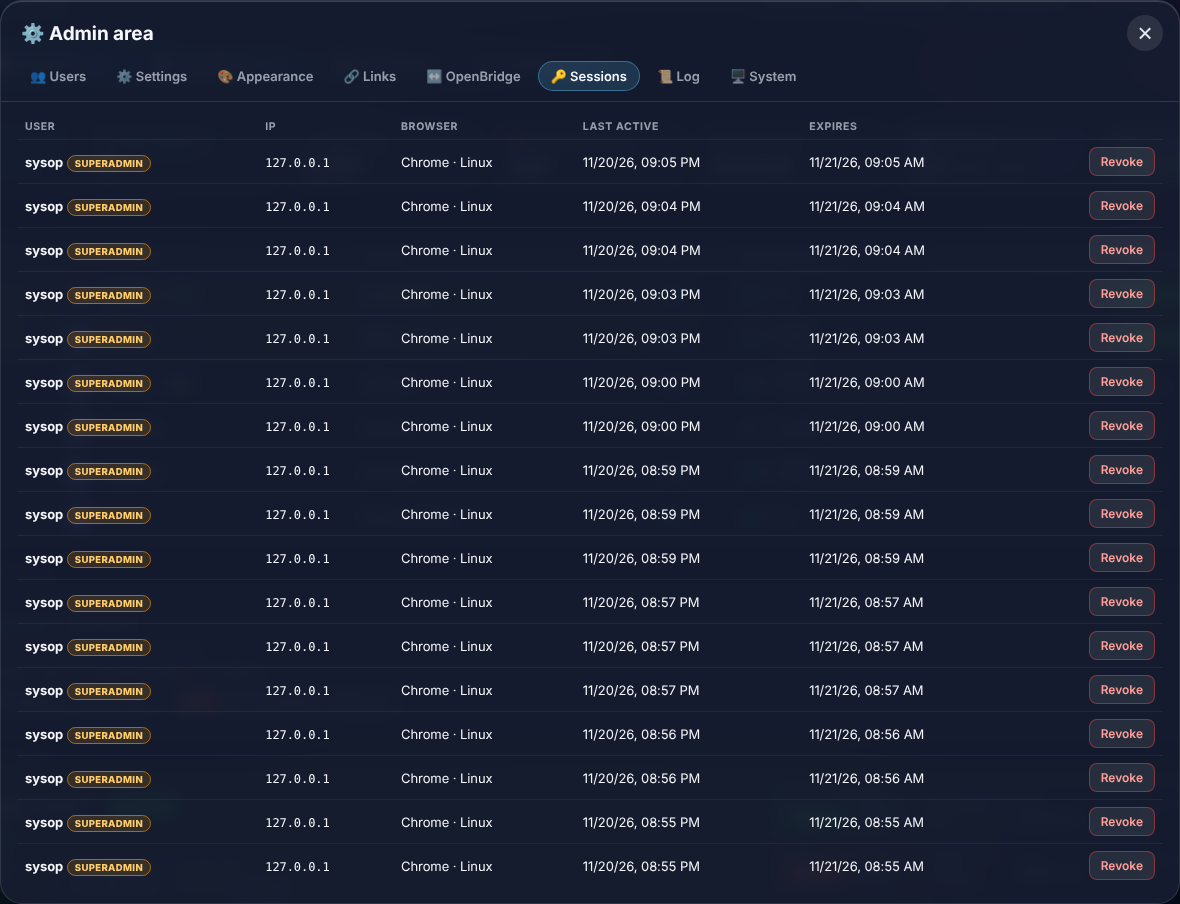 ⚙️ Admin area
👥 Users ⚙️ Settings 🎨 Appearance 🔗 Links ↔️ OpenBridge 🔑 Sessions 📜 Log 🖥️ System
USER IP BROWSER LAST ACTIVE EXPIRES
sysop SUPERADMIN 127.0.0.1 Chrome · Linux 11/20/26, 09:05 PM 11/21/26, 09:05 AM Revoke
sysop SUPERADMIN 127.0.0.1 Chrome · Linux 11/20/26, 09:04 PM 11/21/26, 09:04 AM Revoke
sysop SUPERADMIN 127.0.0.1 Chrome · Linux 11/20/26, 09:04 PM 11/21/26, 09:04 AM Revoke
sysop SUPERADMIN 127.0.0.1 Chrome · Linux 11/20/26, 09:03 PM 11/21/26, 09:03 AM Revoke
sysop SUPERADMIN 127.0.0.1 Chrome · Linux 11/20/26, 09:03 PM 11/21/26, 09:03 AM Revoke
sysop SUPERADMIN 127.0.0.1 Chrome · Linux 11/20/26, 09:00 PM 11/21/26, 09:00 AM Revoke
sysop SUPERADMIN 127.0.0.1 Chrome · Linux 11/20/26, 09:00 PM 11/21/26, 09:00 AM Revoke
sysop SUPERADMIN 127.0.0.1 Chrome · Linux 11/20/26, 08:59 PM 11/21/26, 08:59 AM Revoke
sysop SUPERADMIN 127.0.0.1 Chrome · Linux 11/20/26, 08:59 PM 11/21/26, 08:59 AM Revoke
sysop SUPERADMIN 127.0.0.1 Chrome · Linux 11/20/26, 08:59 PM 11/21/26, 08:59 AM Revoke
sysop SUPERADMIN 127.0.0.1 Chrome · Linux 11/20/26, 08:57 PM 11/21/26, 08:57 AM Revoke
sysop SUPERADMIN 127.0.0.1 Chrome · Linux 11/20/26, 08:57 PM 11/21/26, 08:57 AM Revoke
sysop SUPERADMIN 127.0.0.1 Chrome · Linux 11/20/26, 08:57 PM 11/21/26, 08:57 AM Revoke
sysop SUPERADMIN 127.0.0.1 Chrome · Linux 11/20/26, 08:56 PM 11/21/26, 08:56 AM Revoke
sysop SUPERADMIN 127.0.0.1 Chrome · Linux 11/20/26, 08:56 PM 11/21/26, 08:56 AM Revoke
sysop SUPERADMIN 127.0.0.1 Chrome · Linux 11/20/26, 08:55 PM 11/21/26, 08:55 AM Revoke
sysop SUPERADMIN 127.0.0.1 Chrome · Linux 11/20/26, 08:55 PM 11/21/26, 08:55 AM Revoke